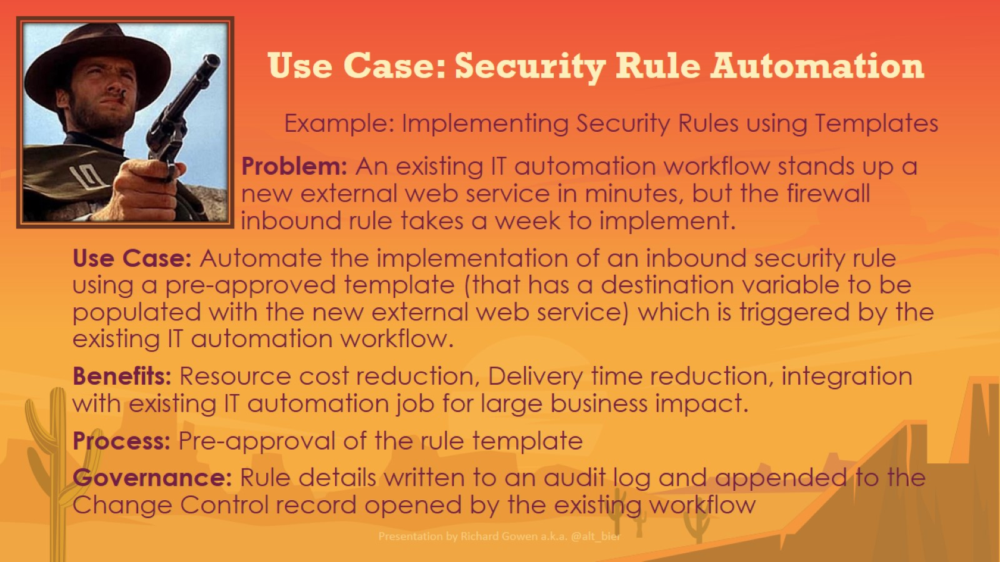 Use Case: Security Rule Automation
Example: Implementing Security Rules using Templates
Problem: An existing IT automation workflow stands up a
new external web service in minutes, but the firewall
inbound rule takes a week to implement.
Use Case: Automate the implementation of an inbound security rule
using a pre-approved template (that has a destination variable to be
populated with the new external web service) which is triggered by the
existing IT automation workflow.
Benefits: Resource cost reduction, Delivery time reduction, integration
with existing IT automation job for large business impact.
Process: Pre-approval of the rule template
Governance: Rule details written to an audit log and appended to the
Change Control record opened by the existing workflow
Presentation by Richard Gowen a.k.a. @alt_bier